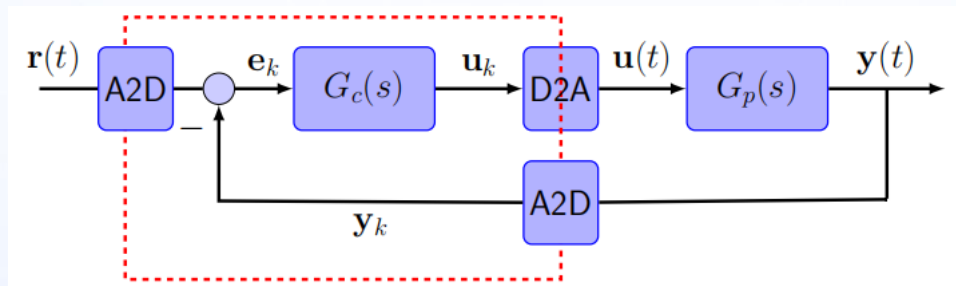 r(t)
A2D
e_k
G_c(s)
u_k
D2A
u(t)
G_p(s)
y(t)
−
A2D
y_k